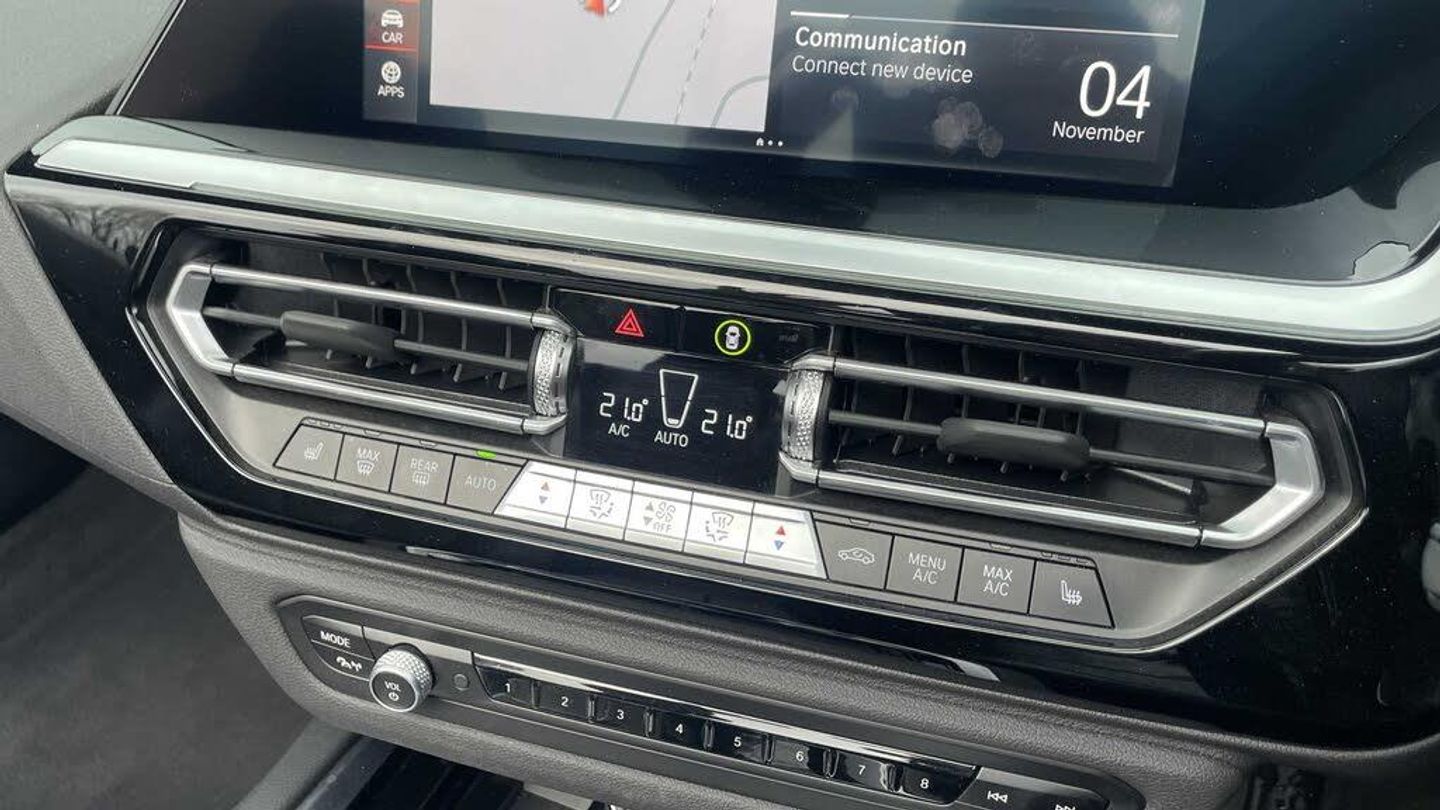 CAR
APPS
Communication
Connect new device
04
November
21.0°
A/C
AUTO
21.0°
MAX
REAR
AUTO
OFF
MENU
A/C
MAX
A/C
MODE
VOL
1 2 3 4 5 6 7 8